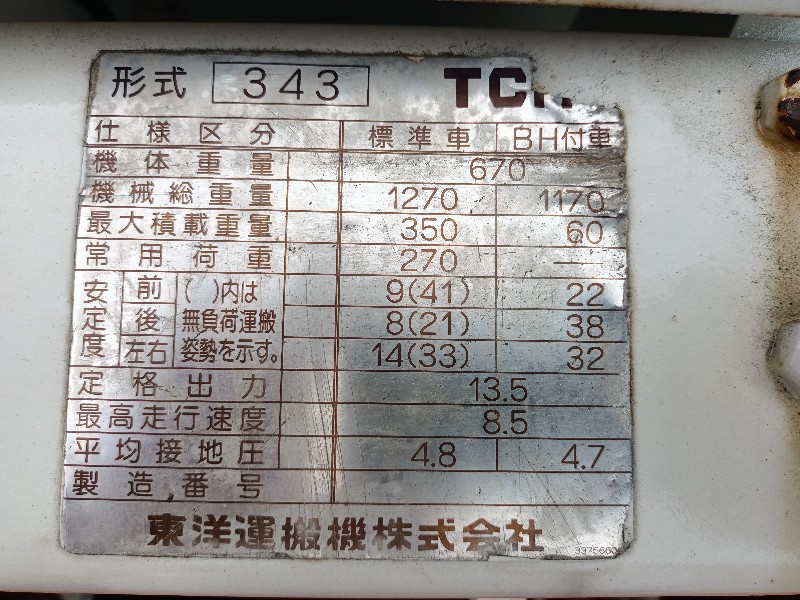 形式 343 TC
仕様区分 標準車 BH付車
機体重量 670
機械総重量 1270 1170
最大積載重量 350 60
常用荷重 270 —
安定度 ( )内は無負荷運搬姿勢を示す。
前 9(41) 22
後 8(21) 38
左右 14(33) 32
定格出力 13.5
最高走行速度 8.5
平均接地圧 4.8 4.7
製造番号
東洋運搬機株式会社